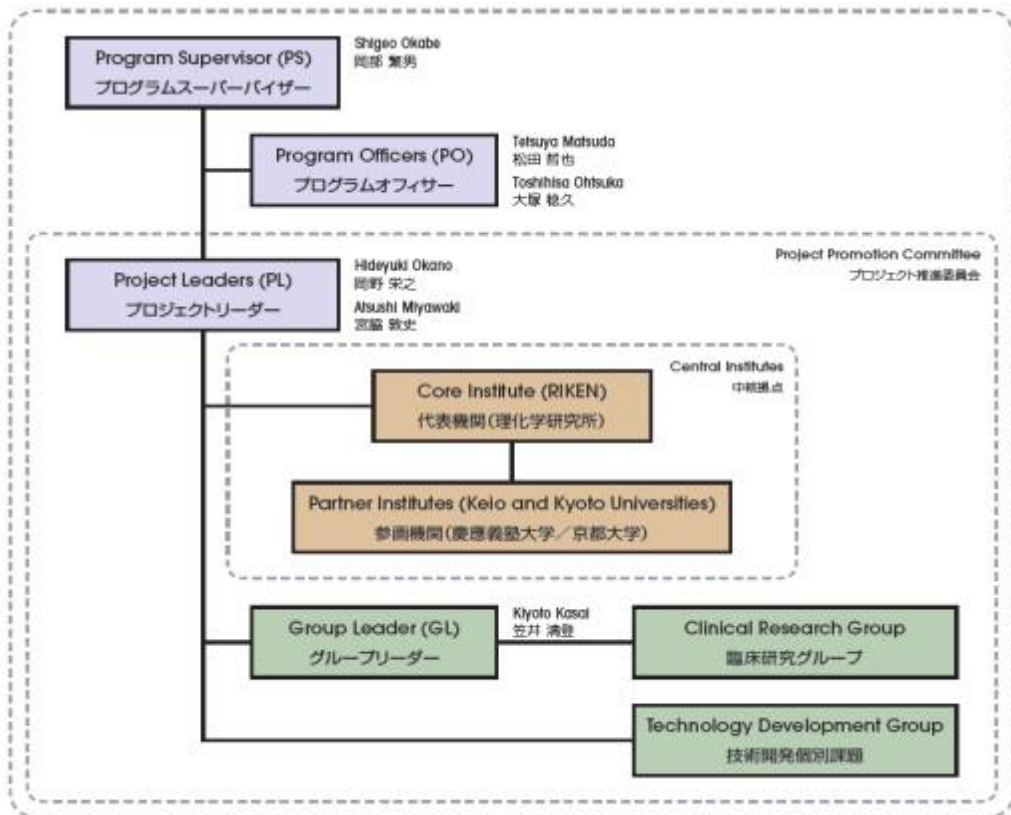 Program Supervisor (PS)
プログラムスーパーバイザー
Shigeo Okabe
岡部 繁男
Program Officers (PO)
プログラムオフィサー
Tetsuya Matsuda
松田 哲也
Toshihisa Ohtsuka
大塚 稔久
Project Promotion Committee
プロジェクト推進委員会
Project Leaders (PL)
プロジェクトリーダー
Hideyuki Okano
岡野 栄之
Atsushi Miyawaki
宮脇 敦史
Central Institutes
中核拠点
Core Institute (RIKEN)
代表機関(理化学研究所)
Partner Institutes (Keio and Kyoto Universities)
参画機関(慶應義塾大学/京都大学)
Group Leader (GL)
グループリーダー
Kiyoto Kasai
笠井 清登
Clinical Research Group
臨床研究グループ
Technology Development Group
技術開発個別課題